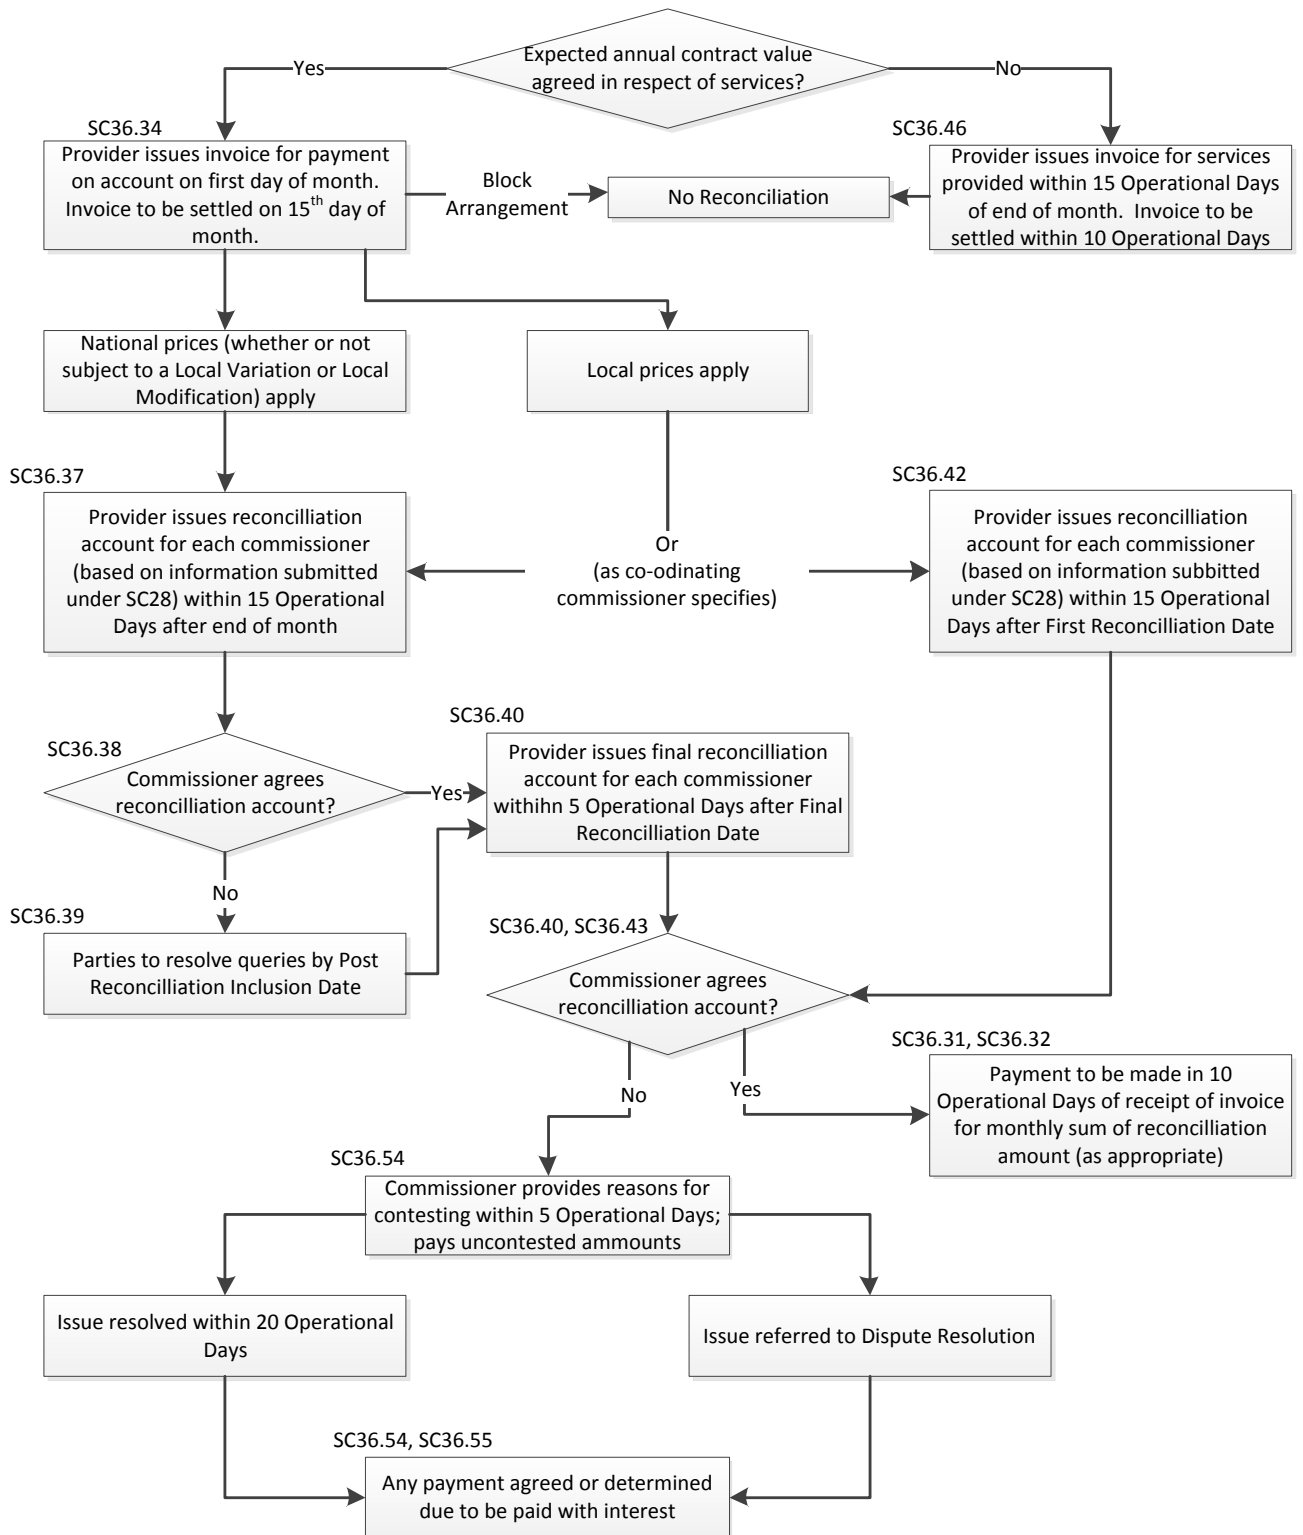 Expected annual contract value
agreed in respect of services?
Yes
No
SC36.34
Provider issues invoice for payment
on account on first day of month.
Invoice to be settled on 15th day of
month.
Block
Arrangement
No Reconciliation
SC36.46
Provider issues invoice for services
provided within 15 Operational Days
of end of month.  Invoice to be
settled within 10 Operational Days
National prices (whether or not
subject to a Local Variation or Local
Modification) apply
Local prices apply
SC36.37
Provider issues reconcilliation
account for each commissioner
(based on information submitted
under SC28) within 15 Operational
Days after end of month
Or
(as co-odinating
commissioner specifies)
SC36.42
Provider issues reconcilliation
account for each commissioner
(based on information subbitted
under SC28) within 15 Operational
Days after First Reconcilliation Date
SC36.38
Commissioner agrees
reconcilliation account?
Yes
No
SC36.40
Provider issues final reconcilliation
account for each commissioner
withihn 5 Operational Days after Final
Reconcilliation Date
SC36.39
Parties to resolve queries by Post
Reconcilliation Inclusion Date
SC36.40, SC36.43
Commissioner agrees
reconcilliation account?
No
Yes
SC36.31, SC36.32
Payment to be made in 10
Operational Days of receipt of invoice
for monthly sum of reconcilliation
amount (as appropriate)
SC36.54
Commissioner provides reasons for
contesting within 5 Operational Days;
pays uncontested ammounts
Issue resolved within 20 Operational
Days
Issue referred to Dispute Resolution
SC36.54, SC36.55
Any payment agreed or determined
due to be paid with interest